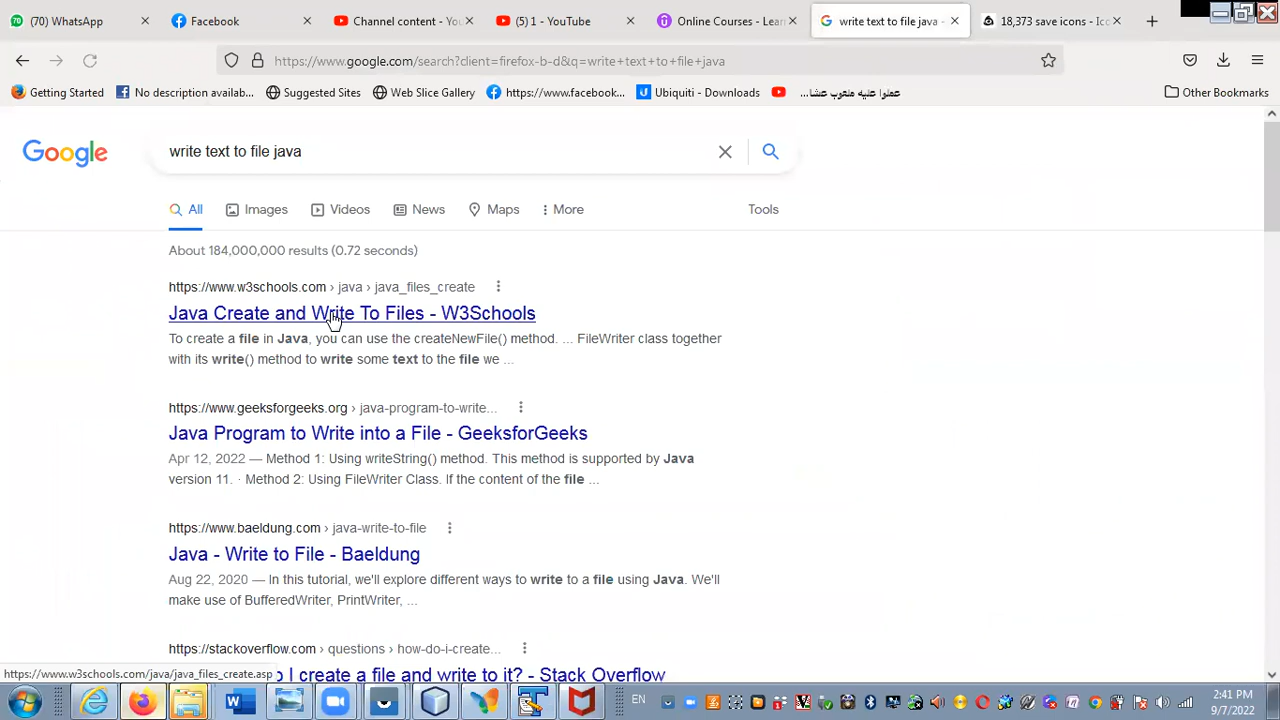 (70) WhatsApp
Facebook
Channel content - You
(5) 1 - YouTube
Online Courses - Lear
write text to file java -
18,373 save icons - Ico
https://www.google.com/search?client=firefox-b-d&q=write+text+to+file+java
Getting Started
No description availab...
Suggested Sites
Web Slice Gallery
https://www.facebook...
Ubiquiti - Downloads
عملوا عليه ملعوب عشا...
Other Bookmarks
Google
write text to file java
All
Images
Videos
News
Maps
More
Tools
About 184,000,000 results (0.72 seconds)
https://www.w3schools.com › java › java_files_create
Java Create and Write To Files - W3Schools
To create a file in Java, you can use the createNewFile() method. ... FileWriter class together
with its write() method to write some text to the file we ...
https://www.geeksforgeeks.org › java-program-to-write...
Java Program to Write into a File - GeeksforGeeks
Apr 12, 2022 — Method 1: Using writeString() method. This method is supported by Java
version 11. · Method 2: Using FileWriter Class. If the content of the file ...
https://www.baeldung.com › java-write-to-file
Java - Write to File - Baeldung
Aug 22, 2020 — In this tutorial, we'll explore different ways to write to a file using Java. We'll
make use of BufferedWriter, PrintWriter, ...
https://stackoverflow.com › questions › how-do-i-create...
I create a file and write to it? - Stack Overflow
https://www.w3schools.com/java/java_files_create.asp
EN
2:41 PM
9/7/2022